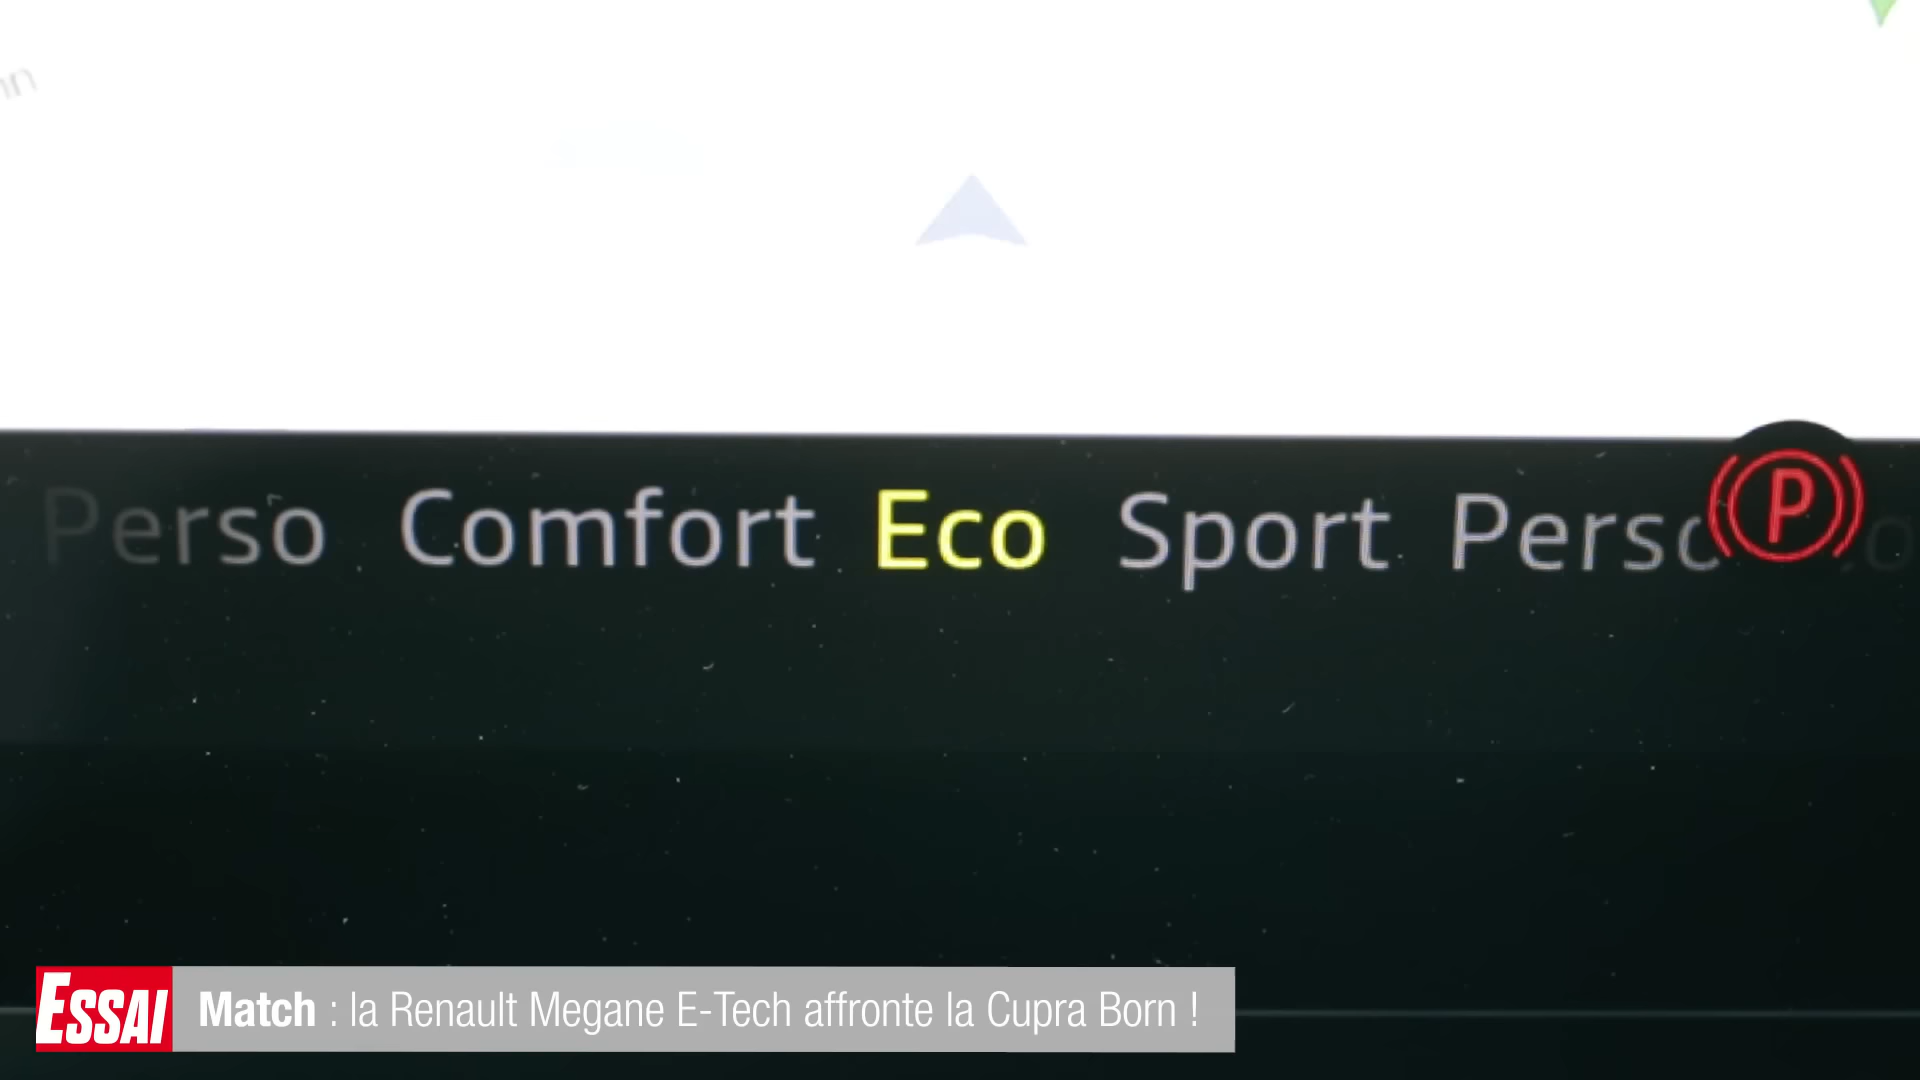 Perso Comfort Eco Sport Perso P
ESSAI Match : la Renault Megane E-Tech affronte la Cupra Born !